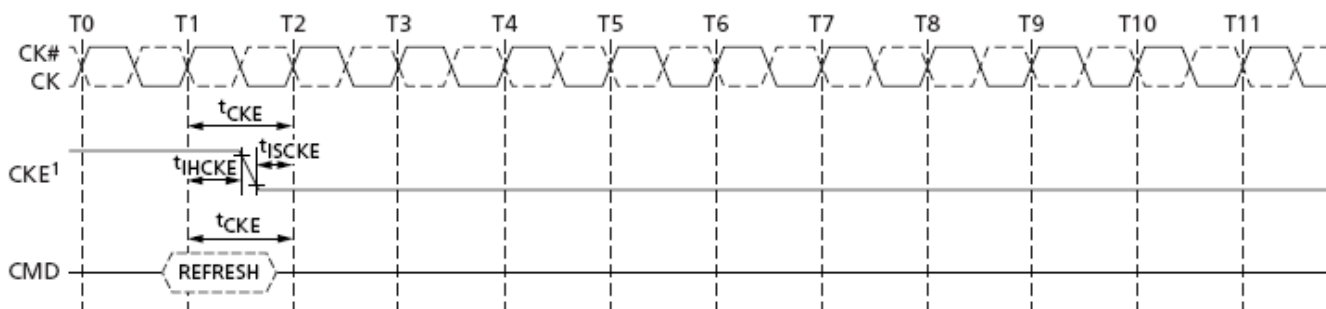 T0 T1 T2 T3 T4 T5 T6 T7 T8 T9 T10 T11
CK#
CK
tCKE
tISCKE
tIHCKE
CKE1
tCKE
CMD REFRESH